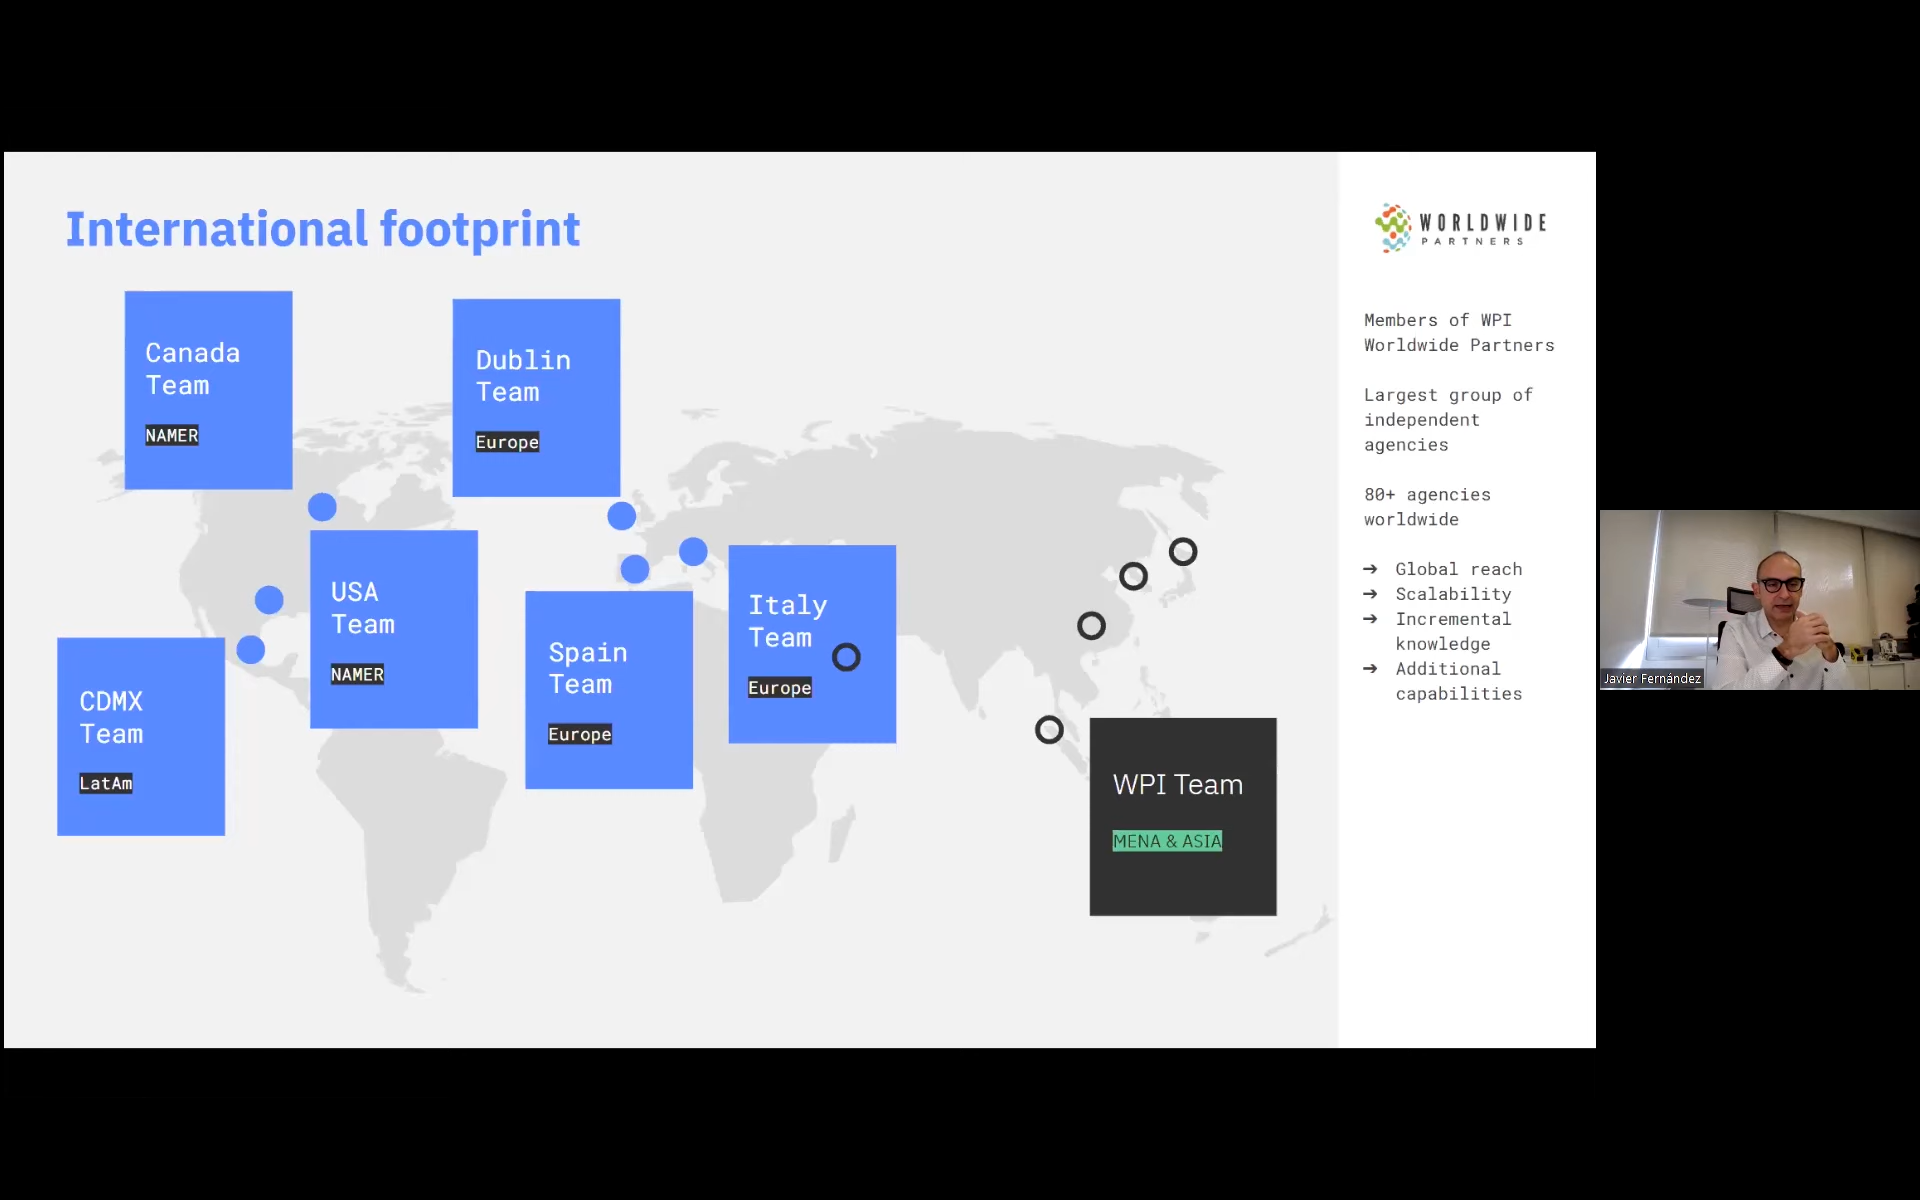 International footprint
Canada
Team
NAMER
Dublin
Team
Europe
USA
Team
NAMER
CDMX
Team
LatAm
Spain
Team
Europe
Italy
Team
Europe
WPI Team
MENA & ASIA
WORLDWIDE
PARTNERS
Members of WPI
Worldwide Partners
Largest group of
independent
agencies
80+ agencies
worldwide
➔ Global reach
➔ Scalability
➔ Incremental
knowledge
➔ Additional
capabilities
Javier Fernández